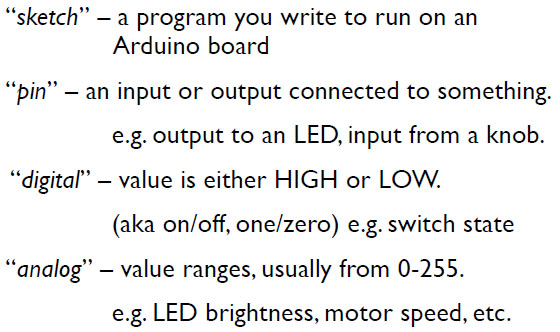 “sketch” – a program you write to run on an
Arduino board
“pin” – an input or output connected to something.
e.g. output to an LED, input from a knob.
“digital” – value is either HIGH or LOW.
(aka on/off, one/zero) e.g. switch state
“analog” – value ranges, usually from 0-255.
e.g. LED brightness, motor speed, etc.